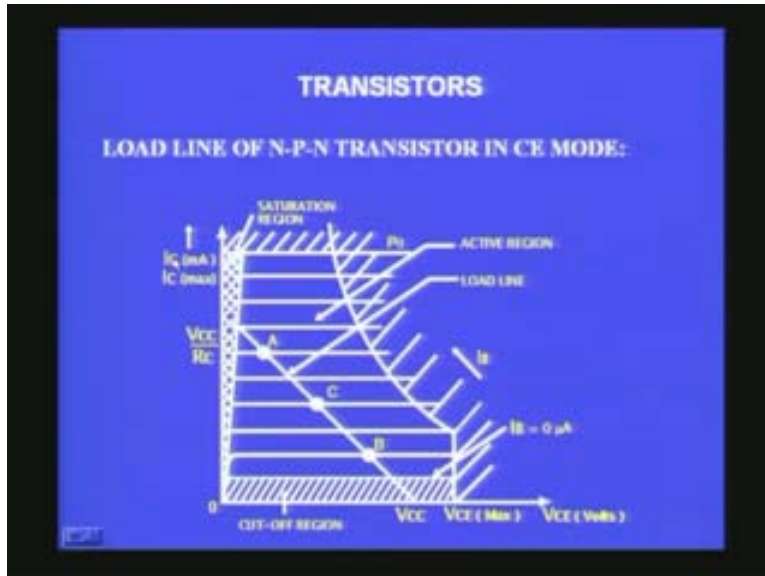 TRANSISTORS
LOAD LINE OF N-P-N TRANSISTOR IN CE MODE:
SATURATION
REGION
PD
ACTIVE REGION
IC (mA)
IC (max)
LOAD LINE
VCC
RC
A
IB
C
IB = 0 µA
B
0
CUT-OFF REGION
VCC
VCE ( Max )
VCE ( Volts )